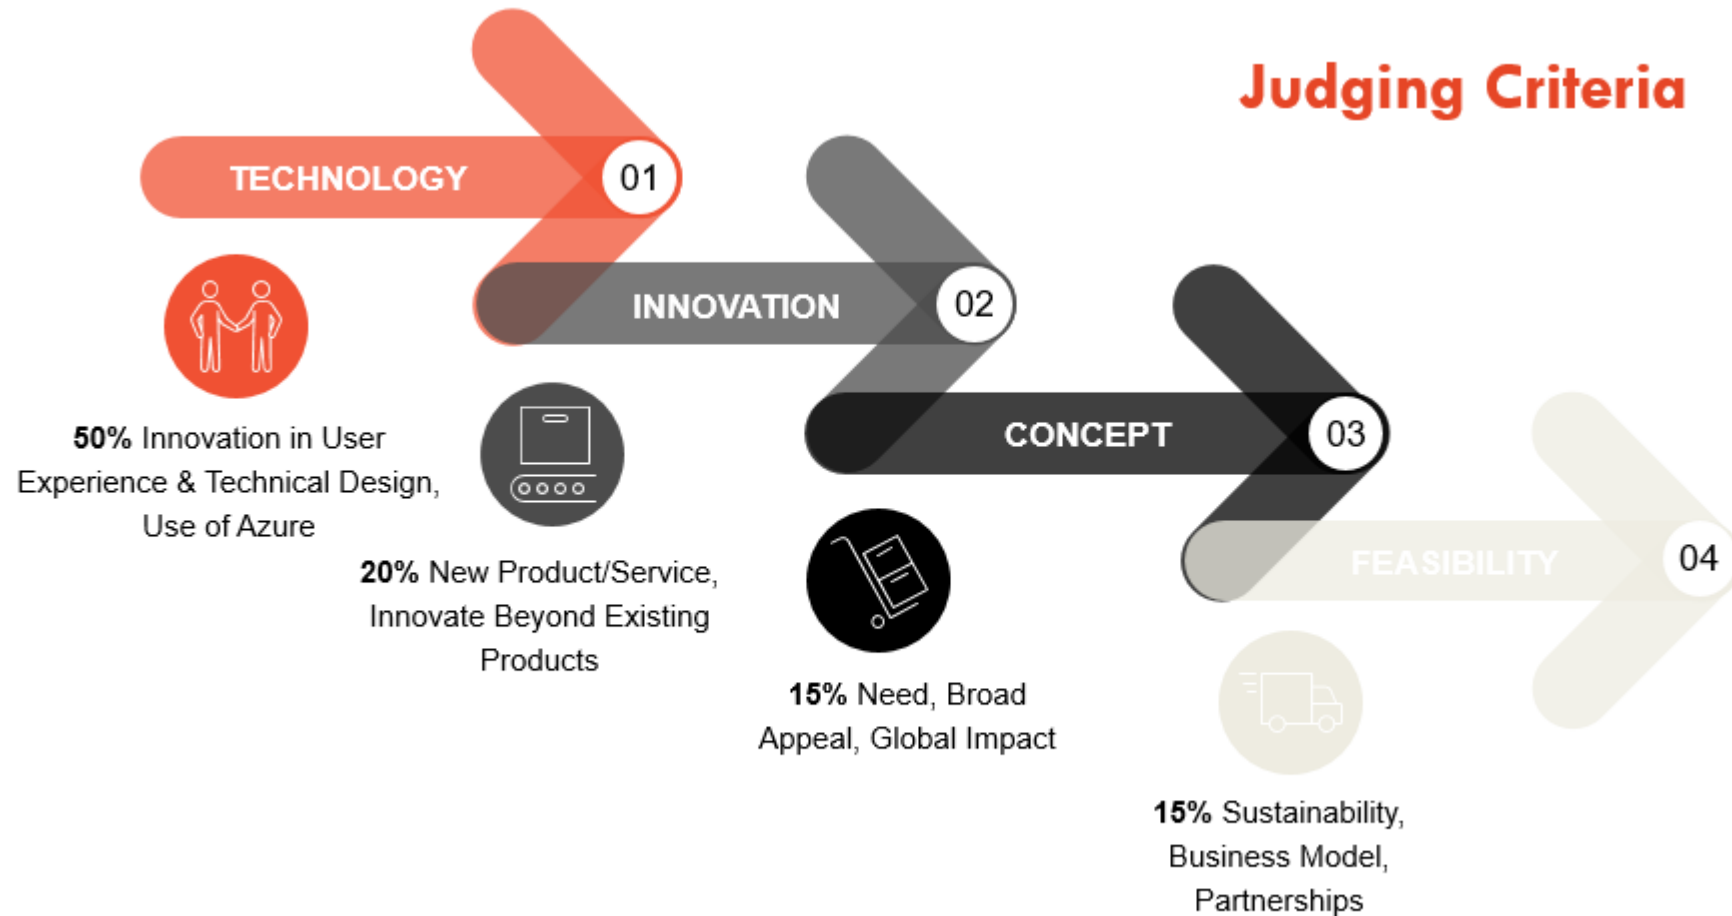 Judging Criteria
TECHNOLOGY
01
50% Innovation in User
Experience & Technical Design,
Use of Azure
INNOVATION
02
20% New Product/Service,
Innovate Beyond Existing
Products
CONCEPT
03
15% Need, Broad
Appeal, Global Impact
FEASIBILITY
04
15% Sustainability,
Business Model,
Partnerships